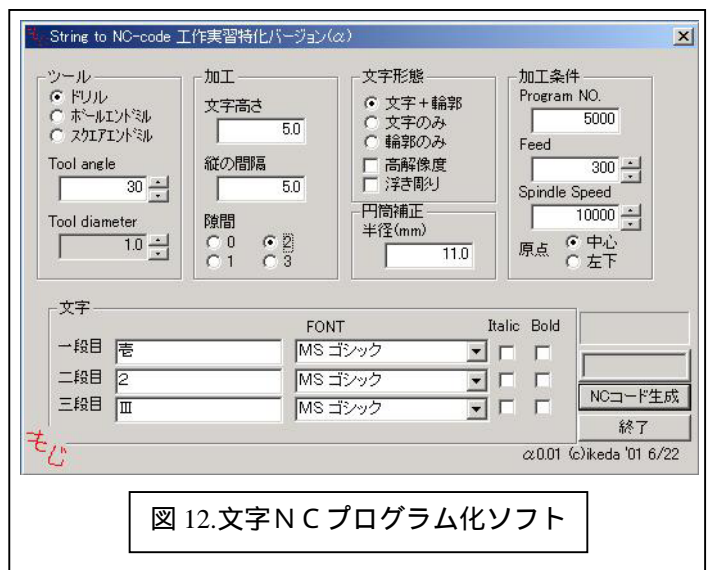 String to NC-code 工作実習特化バージョン(α)
ツール
ドリル
ボールエンドミル
スクエアエンドミル
Tool angle
30
Tool diameter
1.0
加工
文字高さ
5.0
縦の間隔
5.0
隙間
0 2
1 3
文字形態
文字+輪郭
文字のみ
輪郭のみ
高解像度
浮き彫り
円筒補正
半径(mm)
11.0
加工条件
Program NO.
5000
Feed
300
Spindle Speed
10000
原点 中心
左下
文字
FONT Italic Bold
一段目 壱 MS ゴシック
二段目 2 MS ゴシック
三段目 Ⅲ MS ゴシック
NCコード生成
終了
もじ
α0.01 (c)ikeda '01 6/22
図 12.文字ＮＣプログラム化ソフト